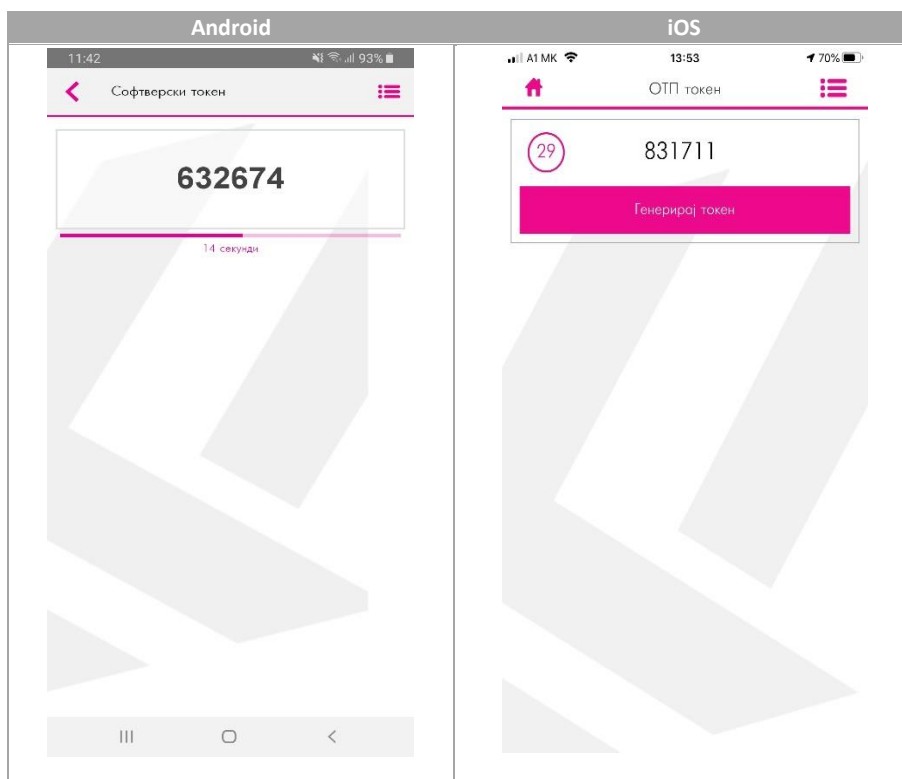 Android
iOS
11:42
93%
Софтверски токен
632674
14 секунди
A1 MK
13:53
70%
ОТП токен
29
831711
Генерирај токен